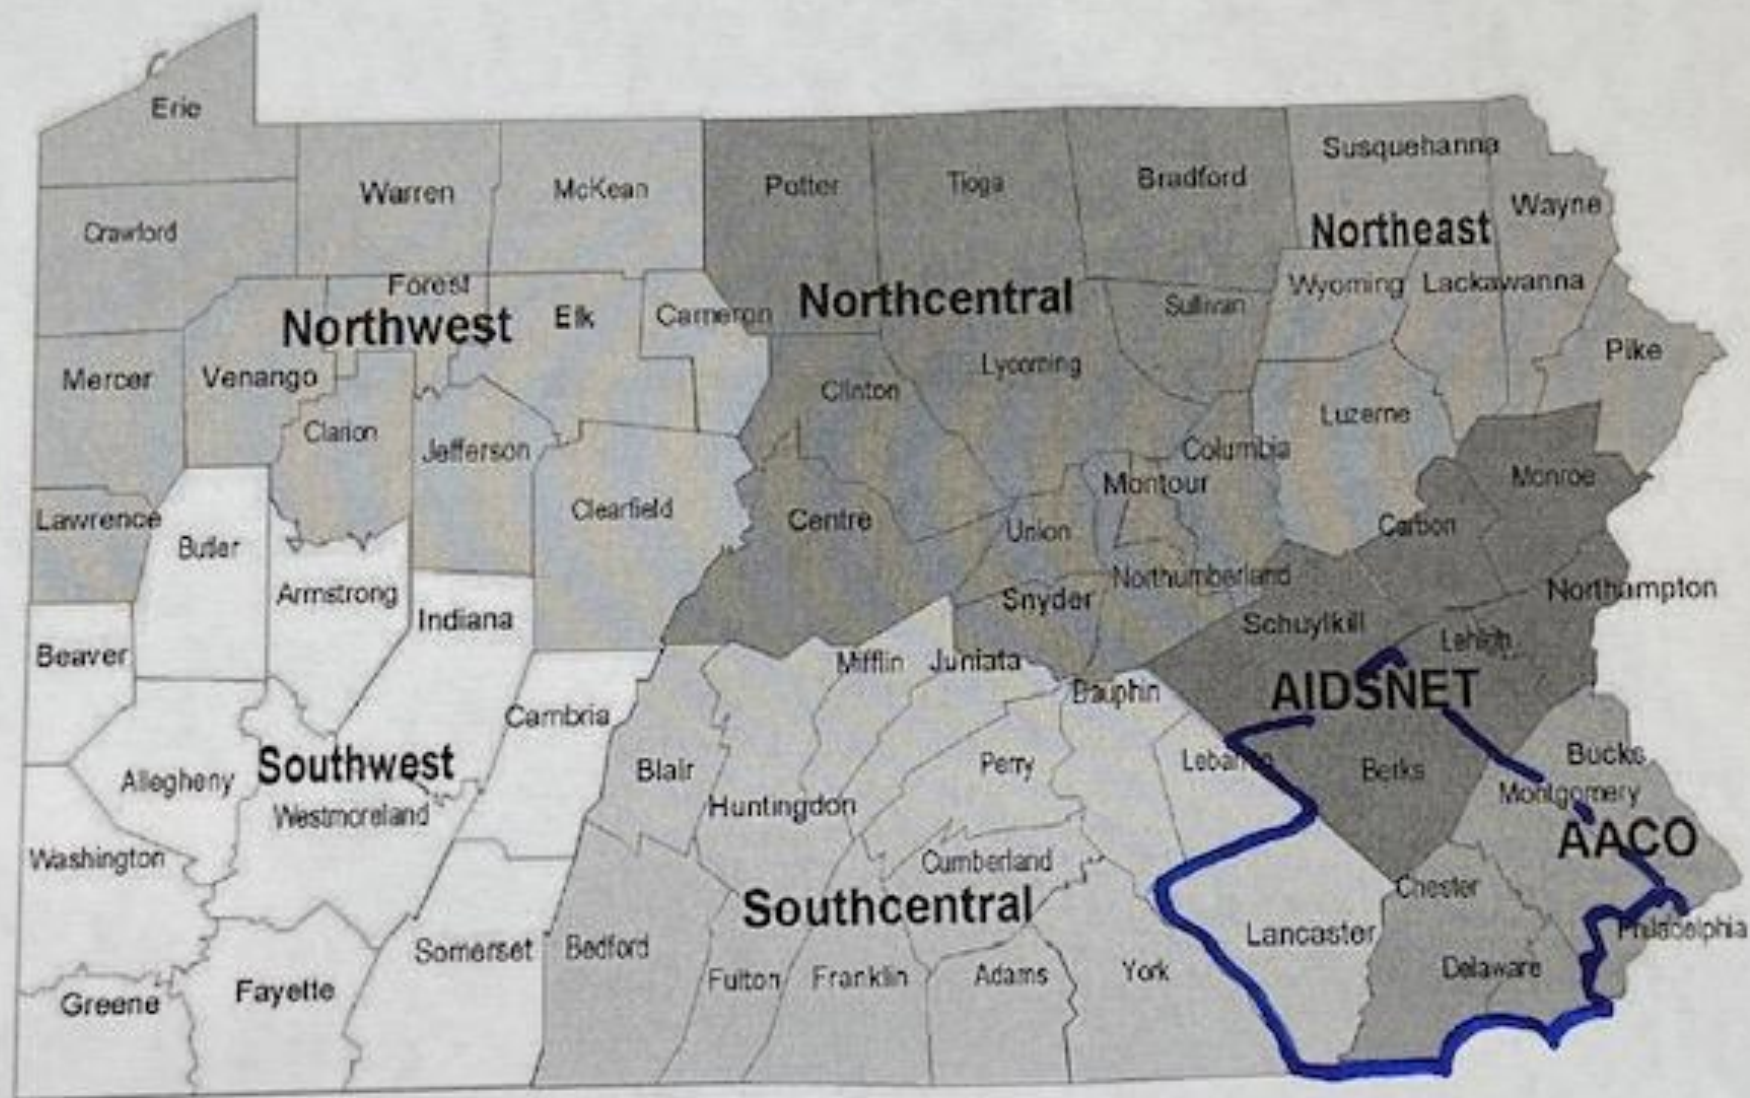 Erie
Susquehanna
Warren
McKean
Potter
Tioga
Bradford
Wayne
Crawford
Northeast
Forest
Wyoming
Lackawanna
Northwest
Elk
Cameron
Northcentral
Sullivan
Mercer
Venango
Lycoming
Pike
Clinton
Luzerne
Clarion
Jefferson
Columbia
Montour
Monroe
Lawrence
Butler
Clearfield
Centre
Union
Carbon
Armstrong
Indiana
Snyder
Northumberland
Northampton
Schuylkill
Lehigh
Beaver
Mifflin
Juniata
Dauphin
AIDSNET
Cambria
Allegheny
Southwest
Blair
Perry
Lebanon
Berks
Bucks
Westmoreland
Huntingdon
Montgomery
AACO
Washington
Cumberland
Chester
Southcentral
Somerset
Bedford
Lancaster
Philadelphia
Greene
Fayette
Fulton
Franklin
Adams
York
Delaware